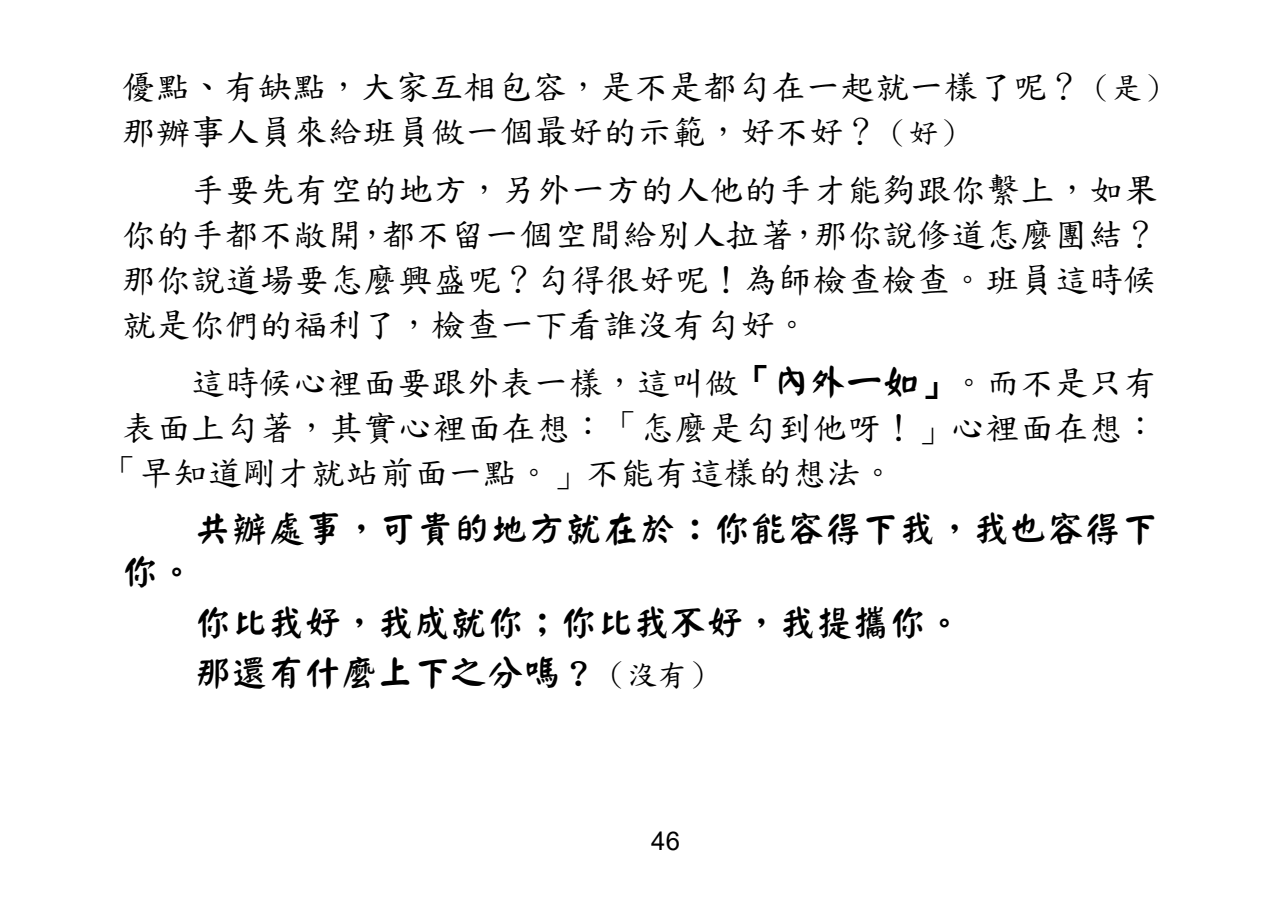 優點、有缺點，大家互相包容，是不是都勾在一起就一樣了呢？（是）
那辦事人員來給班員做一個最好的示範，好不好？（好）
手要先有空的地方，另外一方的人他的手才能夠跟你繫上，如果
你的手都不敞開，都不留一個空間給別人拉著，那你說修道怎麼團結？
那你說道場要怎麼興盛呢？勾得很好呢！為師檢查檢查。班員這時候
就是你們的福利了，檢查一下看誰沒有勾好。
這時候心裡面要跟外表一樣，這叫做「內外一如」。而不是只有
表面上勾著，其實心裡面在想：「怎麼是勾到他呀！」心裡面在想：
「早知道剛才就站前面一點。」不能有這樣的想法。
共辦處事，可貴的地方就在於：你能容得下我，我也容得下
你。
你比我好，我成就你；你比我不好，我提攜你。
那還有什麼上下之分嗎？（沒有）
46